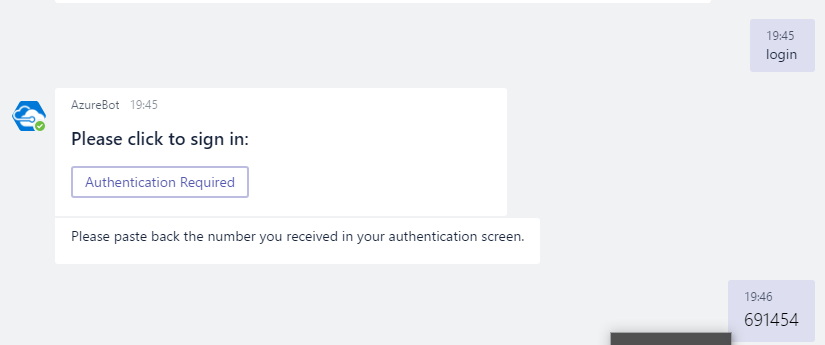 19:45
login
AzureBot 19:45
Please click to sign in:
Authentication Required
Please paste back the number you received in your authentication screen.
19:46
691454